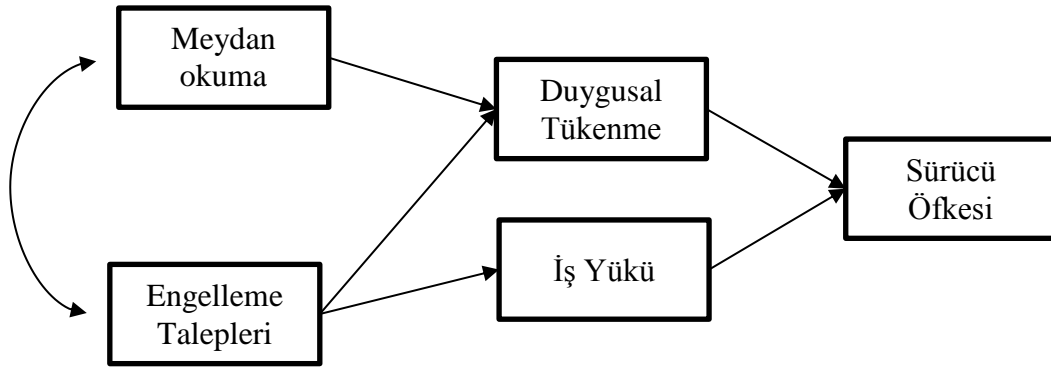 Meydan
okuma
Duygusal
Tükenme
Sürücü
Öfkesi
İş Yükü
Engelleme
Talepleri